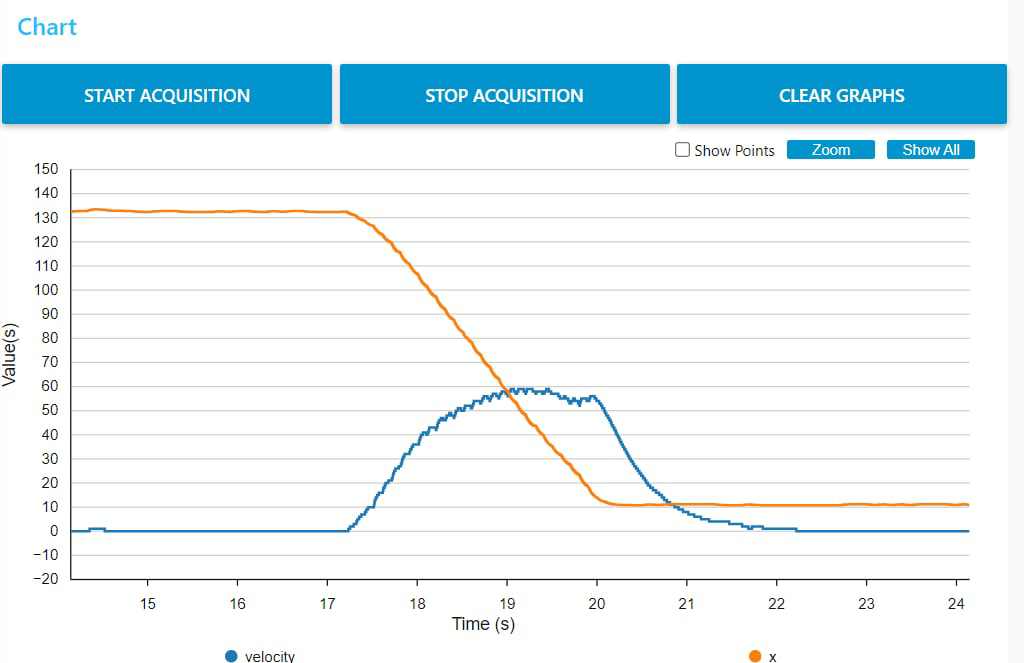 Chart
START ACQUISITION STOP ACQUISITION CLEAR GRAPHS
Show Points Zoom Show All
150
140
130
120
110
100
90
80
70
60
50
40
30
20
10
0
−10
−20
Value(s)
15 16 17 18 19 20 21 22 23 24
Time (s)
velocity x